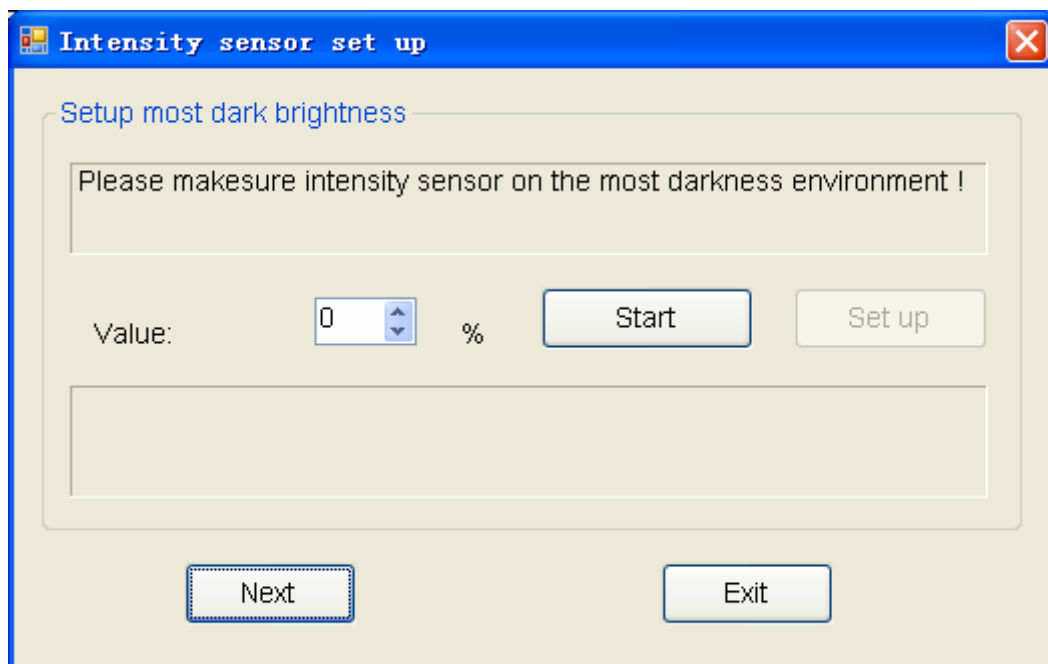 Intensity sensor set up
Setup most dark brightness
Please makesure intensity sensor on the most darkness environment !
Value: 0 % Start Set up
Next Exit